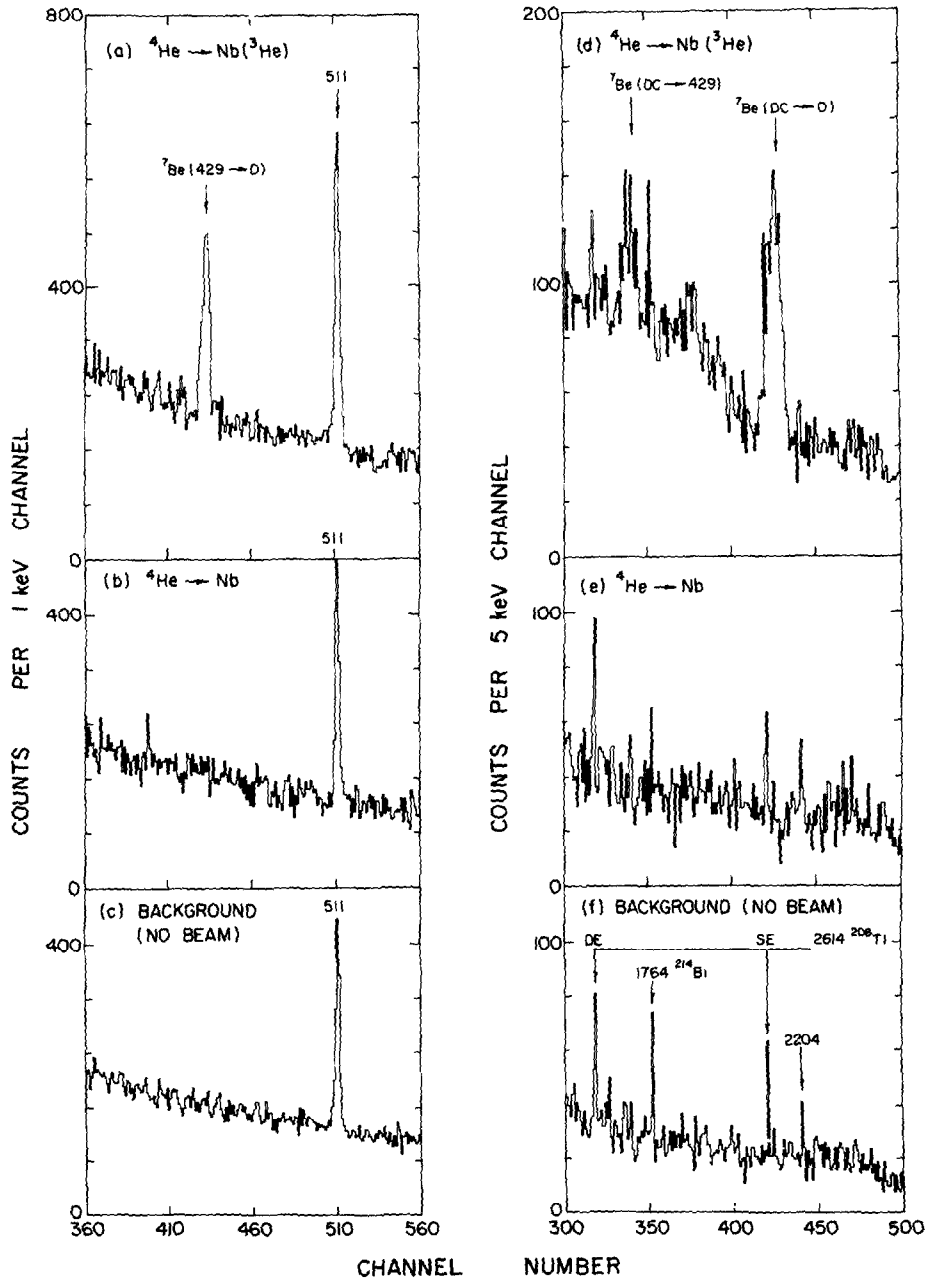 800
(a) ⁴He → Nb(³He)
511
⁷Be(429→0)
400
0
(b) ⁴He → Nb
511
400
0
(c) BACKGROUND
(NO BEAM)
511
400
0
360 410 460 510 560
COUNTS PER 1 keV CHANNEL
200
(d) ⁴He → Nb(³He)
⁷Be(DC→429)
⁷Be(DC→0)
100
0
(e) ⁴He → Nb
100
0
(f) BACKGROUND (NO BEAM)
100
DE SE 2614 ²⁰⁸Tl
1764 ²¹⁴Bi
2204
0
300 350 400 450 500
COUNTS PER 5 keV CHANNEL
CHANNEL NUMBER